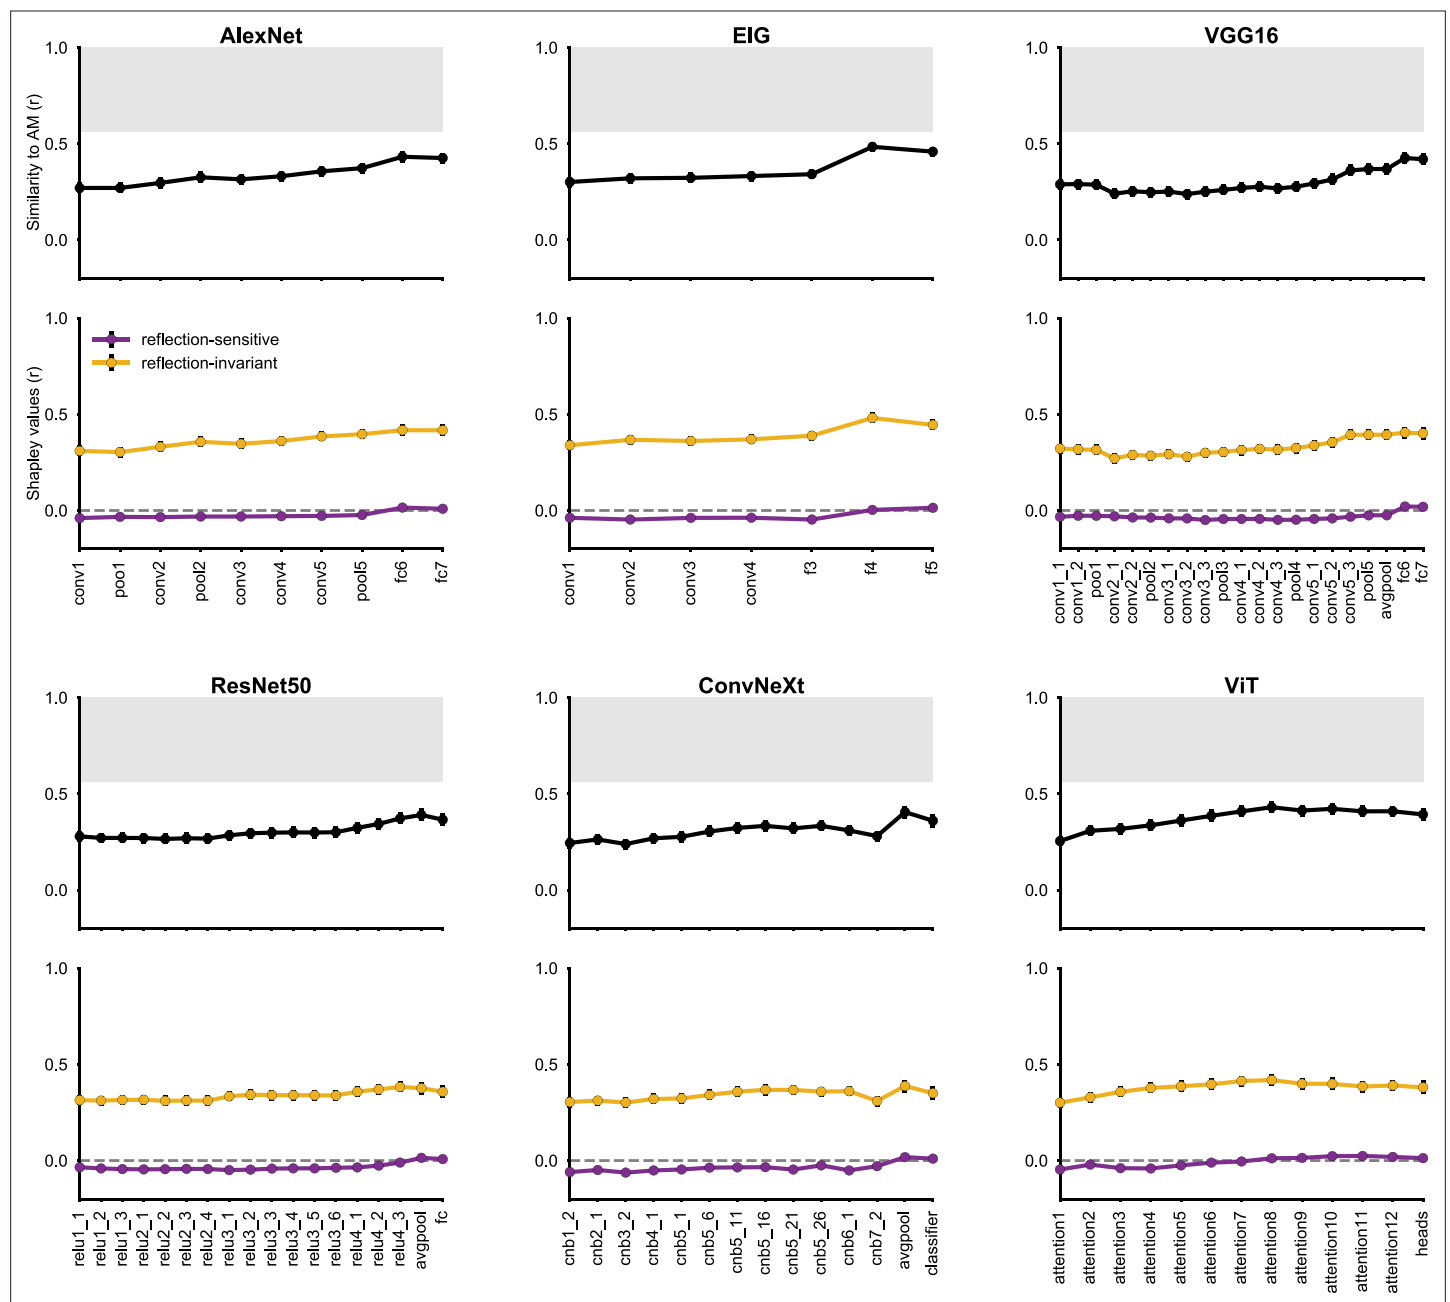 AlexNet
EIG
VGG16
Similarity to AM (r)
1.0
0.5
0.0
1.0
0.5
0.0
1.0
0.5
0.0
Shapley values (r)
1.0
0.5
0.0
reflection-sensitive
reflection-invariant
conv1
poo1
conv2
pool2
conv3
conv4
conv5
pool5
fc6
fc7
1.0
0.5
0.0
conv1
conv2
conv3
conv4
f3
f4
f5
1.0
0.5
0.0
conv1_1
conv1_2
poo1
conv2_1
conv2_2
pool2
conv3_1
conv3_2
conv3_3
pool3
conv4_1
conv4_2
conv4_3
pool4
conv5_1
conv5_2
conv5_3
pool5
avgpool
fc6
fc7
ResNet50
ConvNeXt
ViT
1.0
0.5
0.0
1.0
0.5
0.0
1.0
0.5
0.0
1.0
0.5
0.0
relu1_1
relu1_2
relu1_3
relu2_1
relu2_2
relu2_3
relu2_4
relu3_1
relu3_2
relu3_3
relu3_4
relu3_5
relu3_6
relu4_1
relu4_2
relu4_3
avgpool
fc
1.0
0.5
0.0
cnb1_2
cnb2_1
cnb3_2
cnb4_1
cnb5_1
cnb5_6
cnb5_11
cnb5_16
cnb5_21
cnb5_26
cnb6_1
cnb7_2
avgpool
classifier
1.0
0.5
0.0
attention1
attention2
attention3
attention4
attention5
attention6
attention7
attention8
attention9
attention10
attention11
attention12
heads